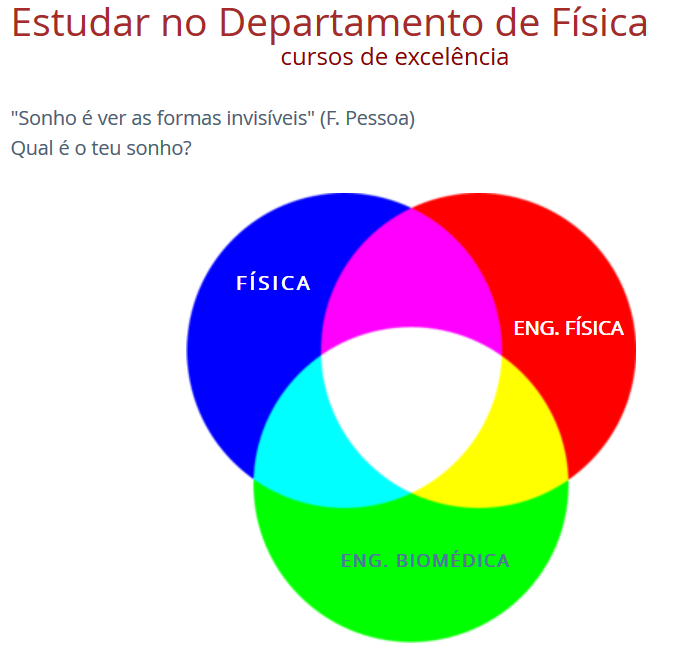 Estudar no Departamento de Física
cursos de excelência
"Sonho é ver as formas invisíveis" (F. Pessoa)
Qual é o teu sonho?
FÍSICA
ENG. FÍSICA
ENG. BIOMÉDICA